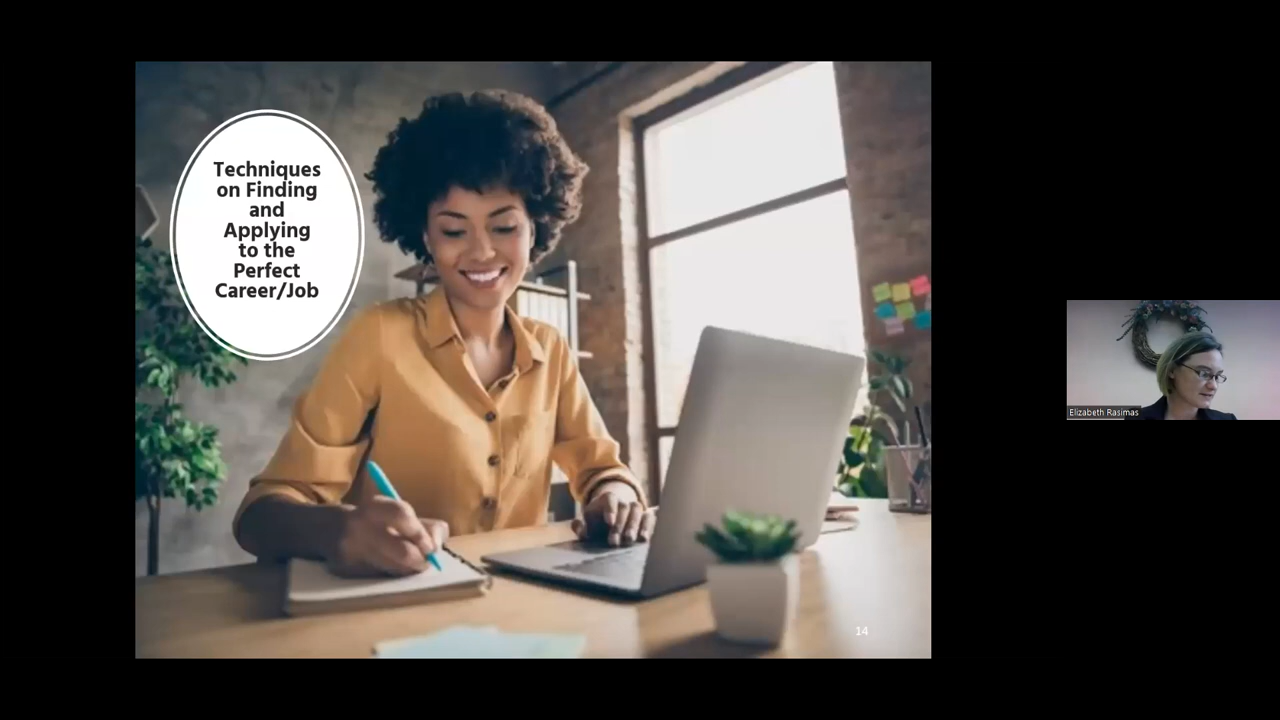 Techniques
on Finding
and
Applying
to the
Perfect
Career/Job
14
Elizabeth Rasimas